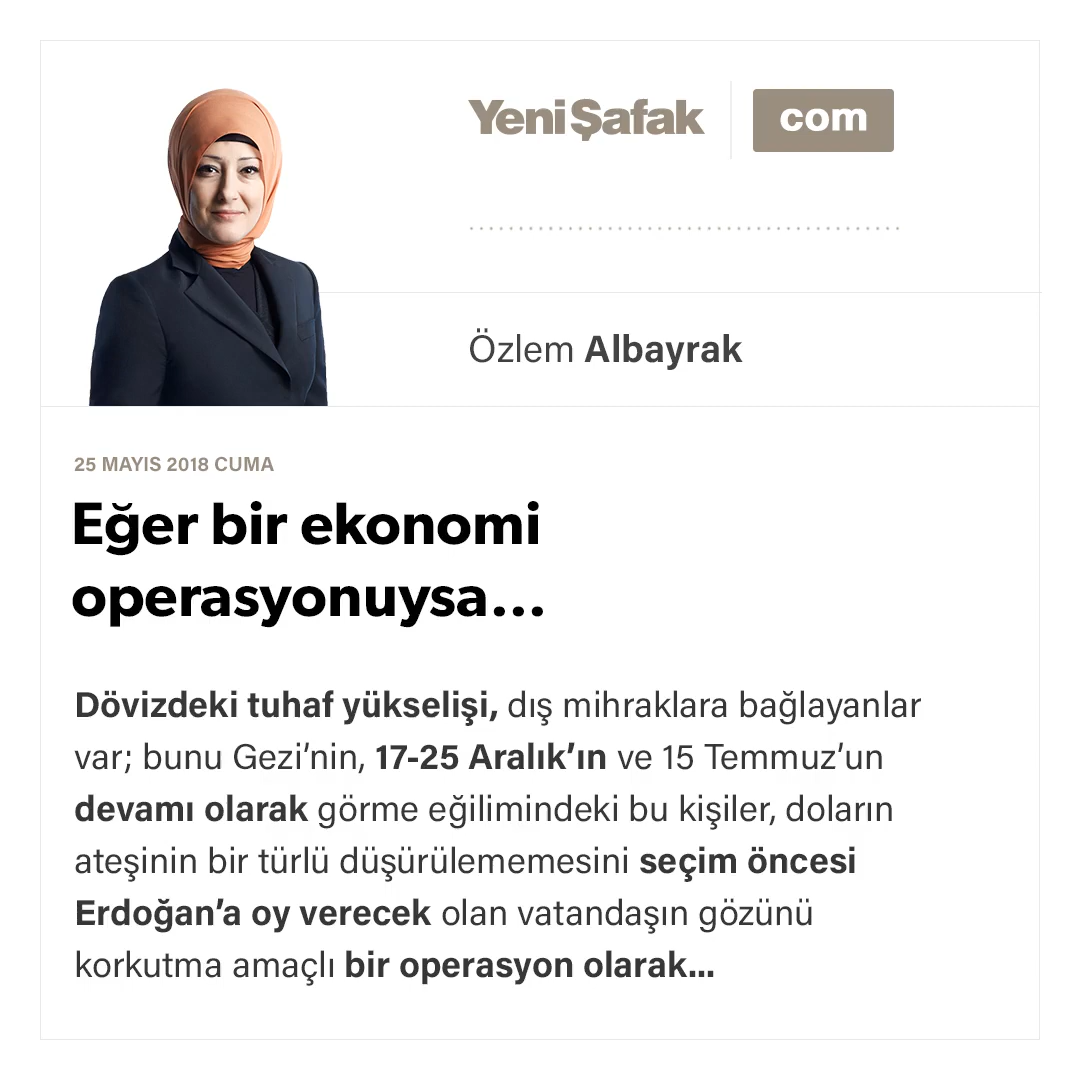 YeniŞafak com
Özlem Albayrak
25 MAYIS 2018 CUMA
Eğer bir ekonomi
operasyonuysa...
Dövizdeki tuhaf yükselişi, dış mihraklara bağlayanlar
var; bunu Gezi’nin, 17-25 Aralık’ın ve 15 Temmuz’un
devamı olarak görme eğilimindeki bu kişiler, doların
ateşinin bir türlü düşürülememesini seçim öncesi
Erdoğan’a oy verecek olan vatandaşın gözünü
korkutma amaçlı bir operasyon olarak...